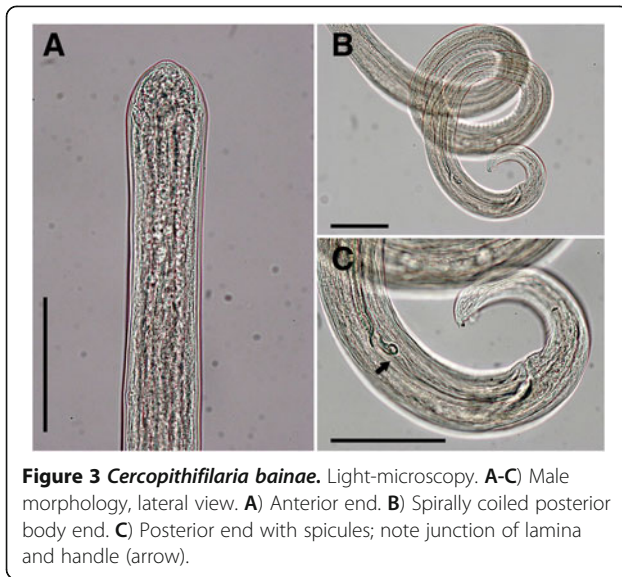 A
B
C
Figure 3 Cercopithifilaria bainae. Light-microscopy. A-C) Male
morphology, lateral view. A) Anterior end. B) Spirally coiled posterior
body end. C) Posterior end with spicules; note junction of lamina
and handle (arrow).